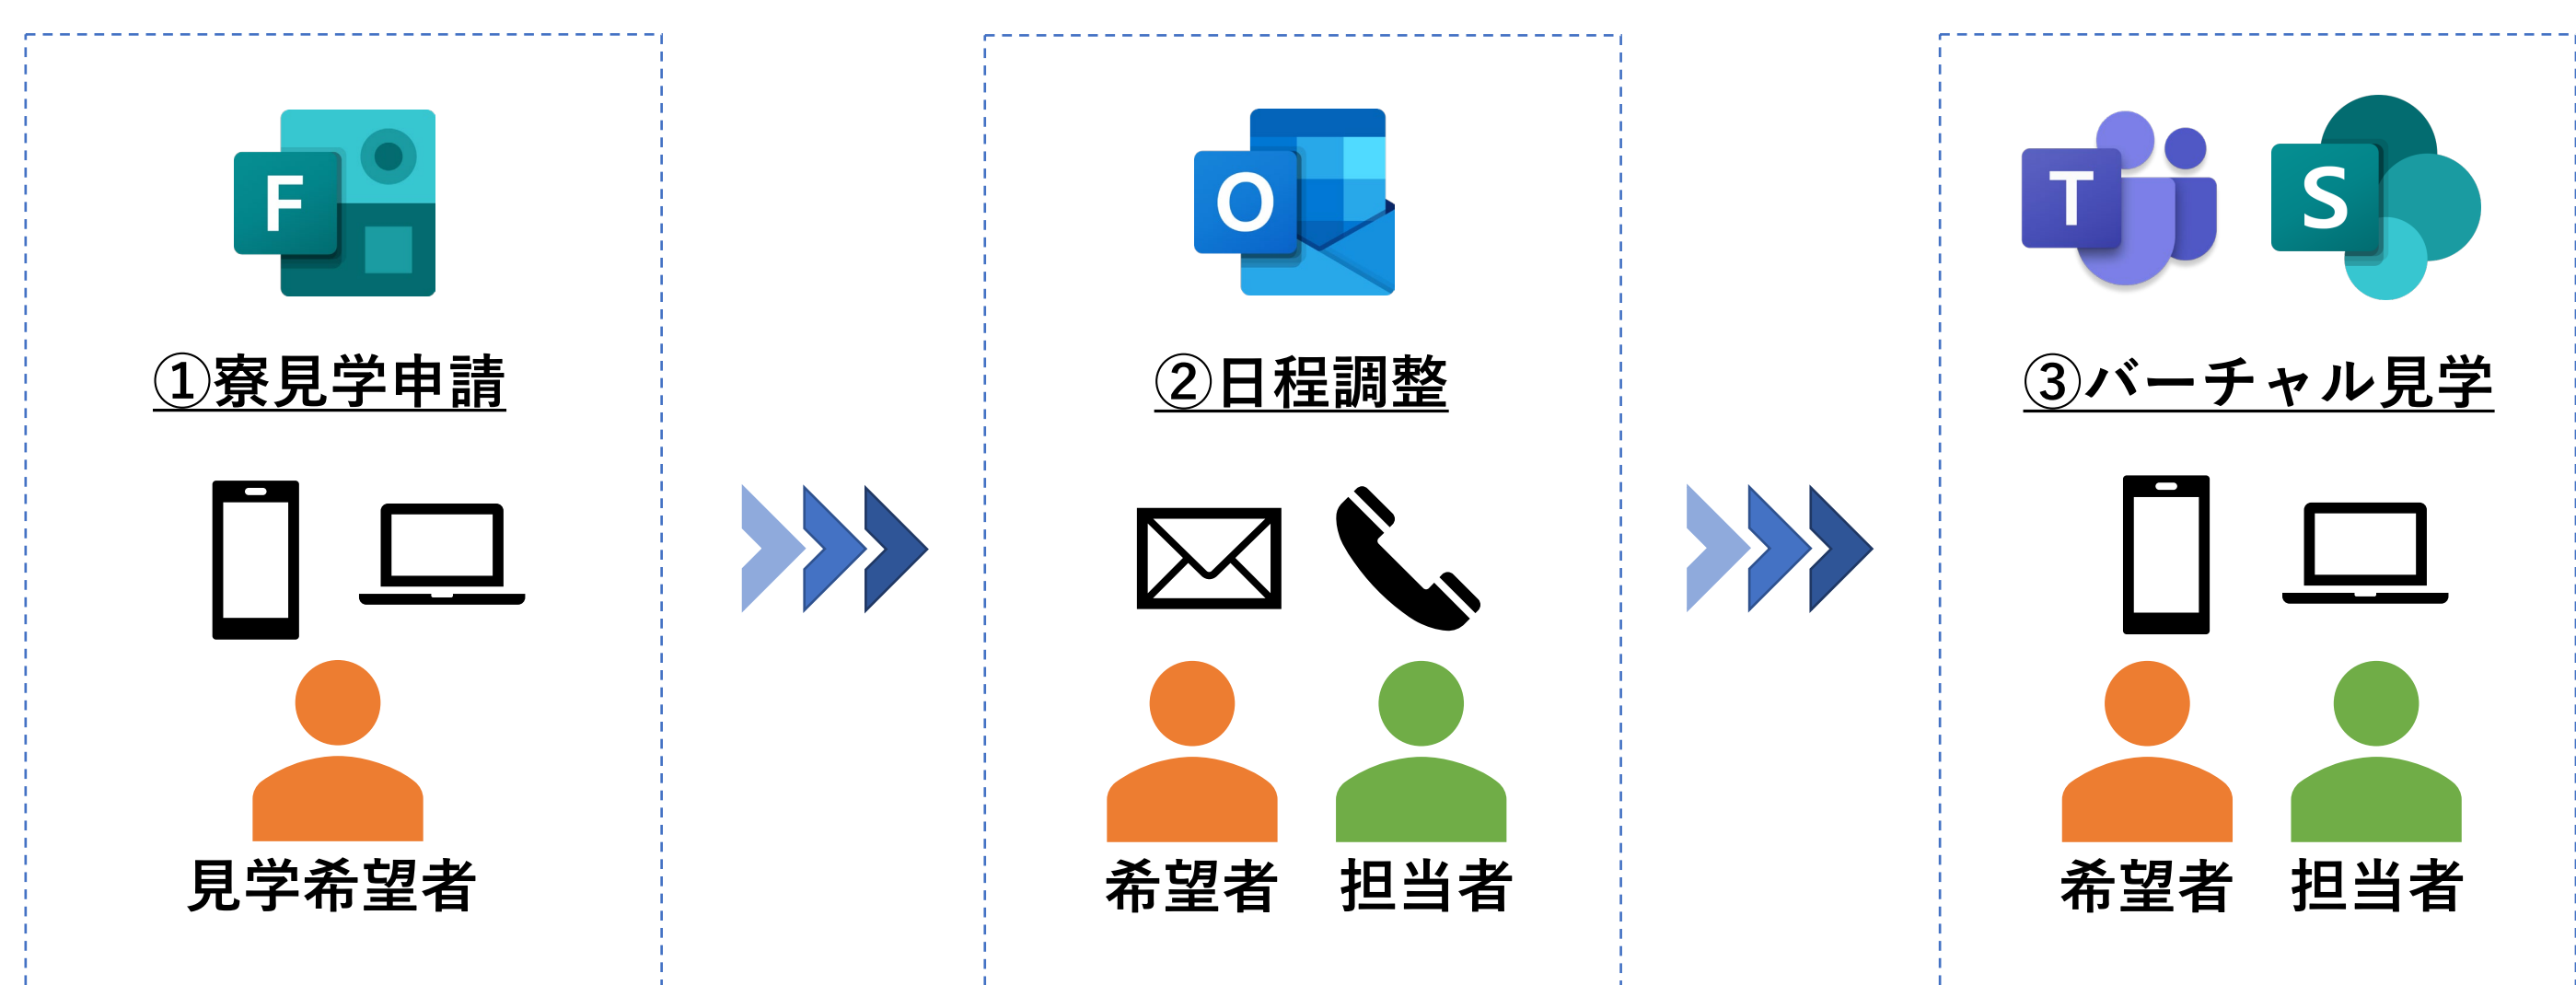 F
①寮見学申請
見学希望者
O
②日程調整
希望者 担当者
T S
③バーチャル見学
希望者 担当者